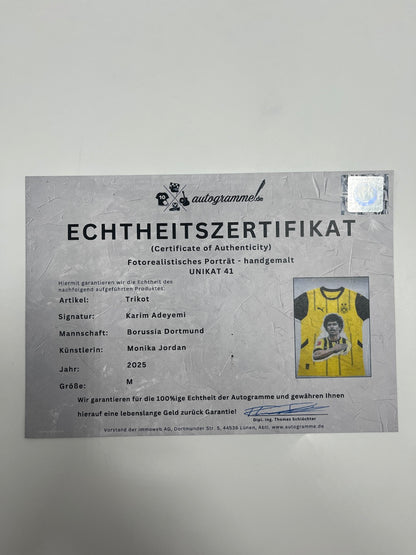 10
autogramme.de
ECHTHEITSZERTIFIKAT
(Certificate of Authenticity)
Fotorealistisches Porträt - handgemalt
UNIKAT 41
Hiermit garantieren wir die Echtheit des
nachfolgend aufgeführten Produktes:
Artikel: Trikot
Signatur: Karim Adeyemi
Mannschaft: Borussia Dortmund
Künstlerin: Monika Jordan
Jahr: 2025
Größe: M
Wir garantieren für die 100%ige Echtheit der Autogramme und gewähren Ihnen
hierauf eine lebenslange Geld zurück Garantie!
Dipl. Ing. Thomas Schlüchter
Vorstand der immoweb AG, Dortmunder Str. 5, 44536 Lünen, Abtl. www.autogramme.de